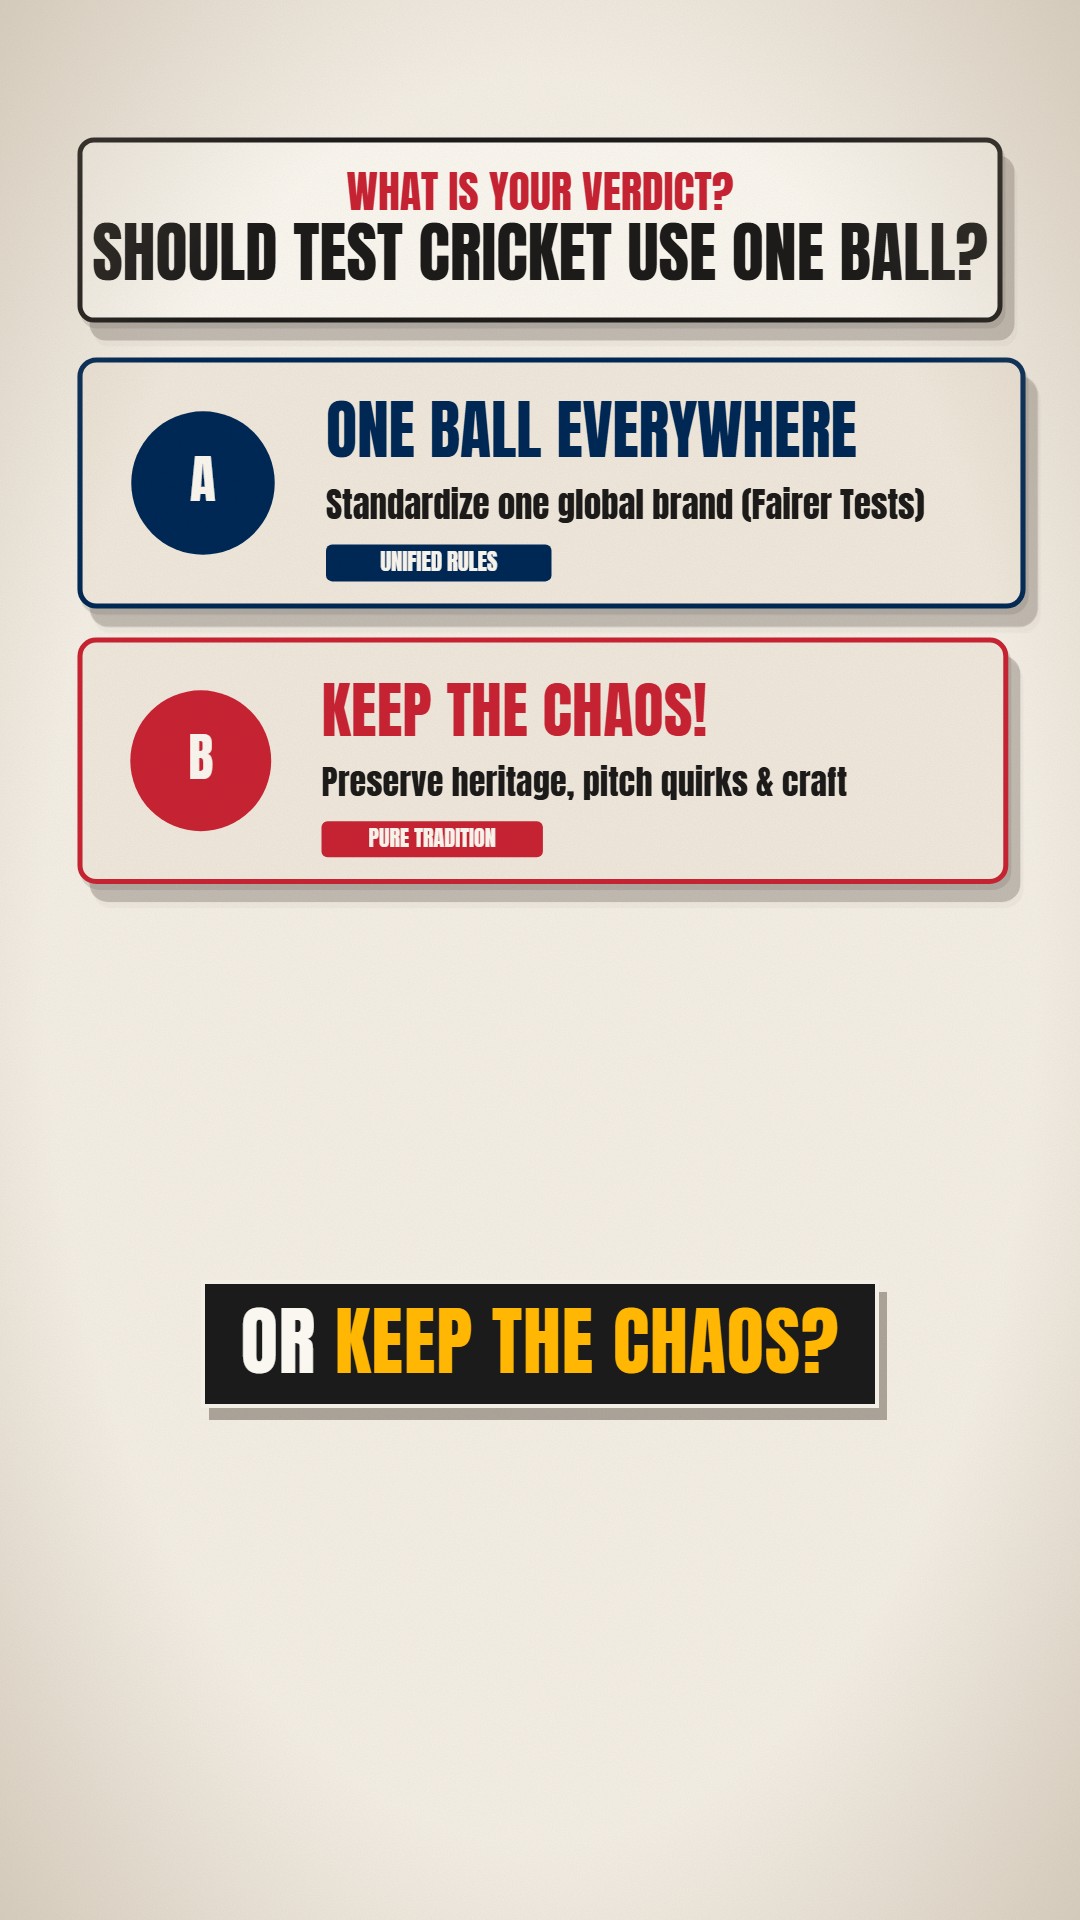 WHAT IS YOUR VERDICT?
SHOULD TEST CRICKET USE ONE BALL?
A
ONE BALL EVERYWHERE
Standardize one global brand (Fairer Tests)
UNIFIED RULES
B
KEEP THE CHAOS!
Preserve heritage, pitch quirks & craft
PURE TRADITION
OR KEEP THE CHAOS?